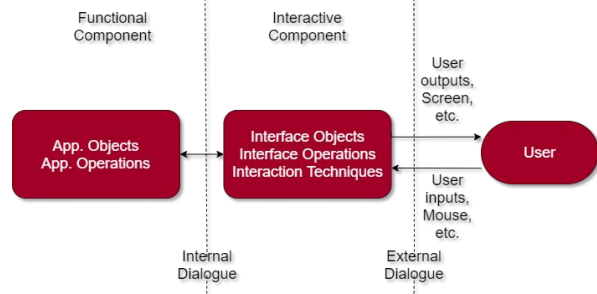 Functional
Component
Interactive
Component
User
outputs,
Screen,
etc.
App. Objects
App. Operations
Interface Objects
Interface Operations
Interaction Techniques
User
User
inputs,
Mouse,
etc.
Internal
Dialogue
External
Dialogue